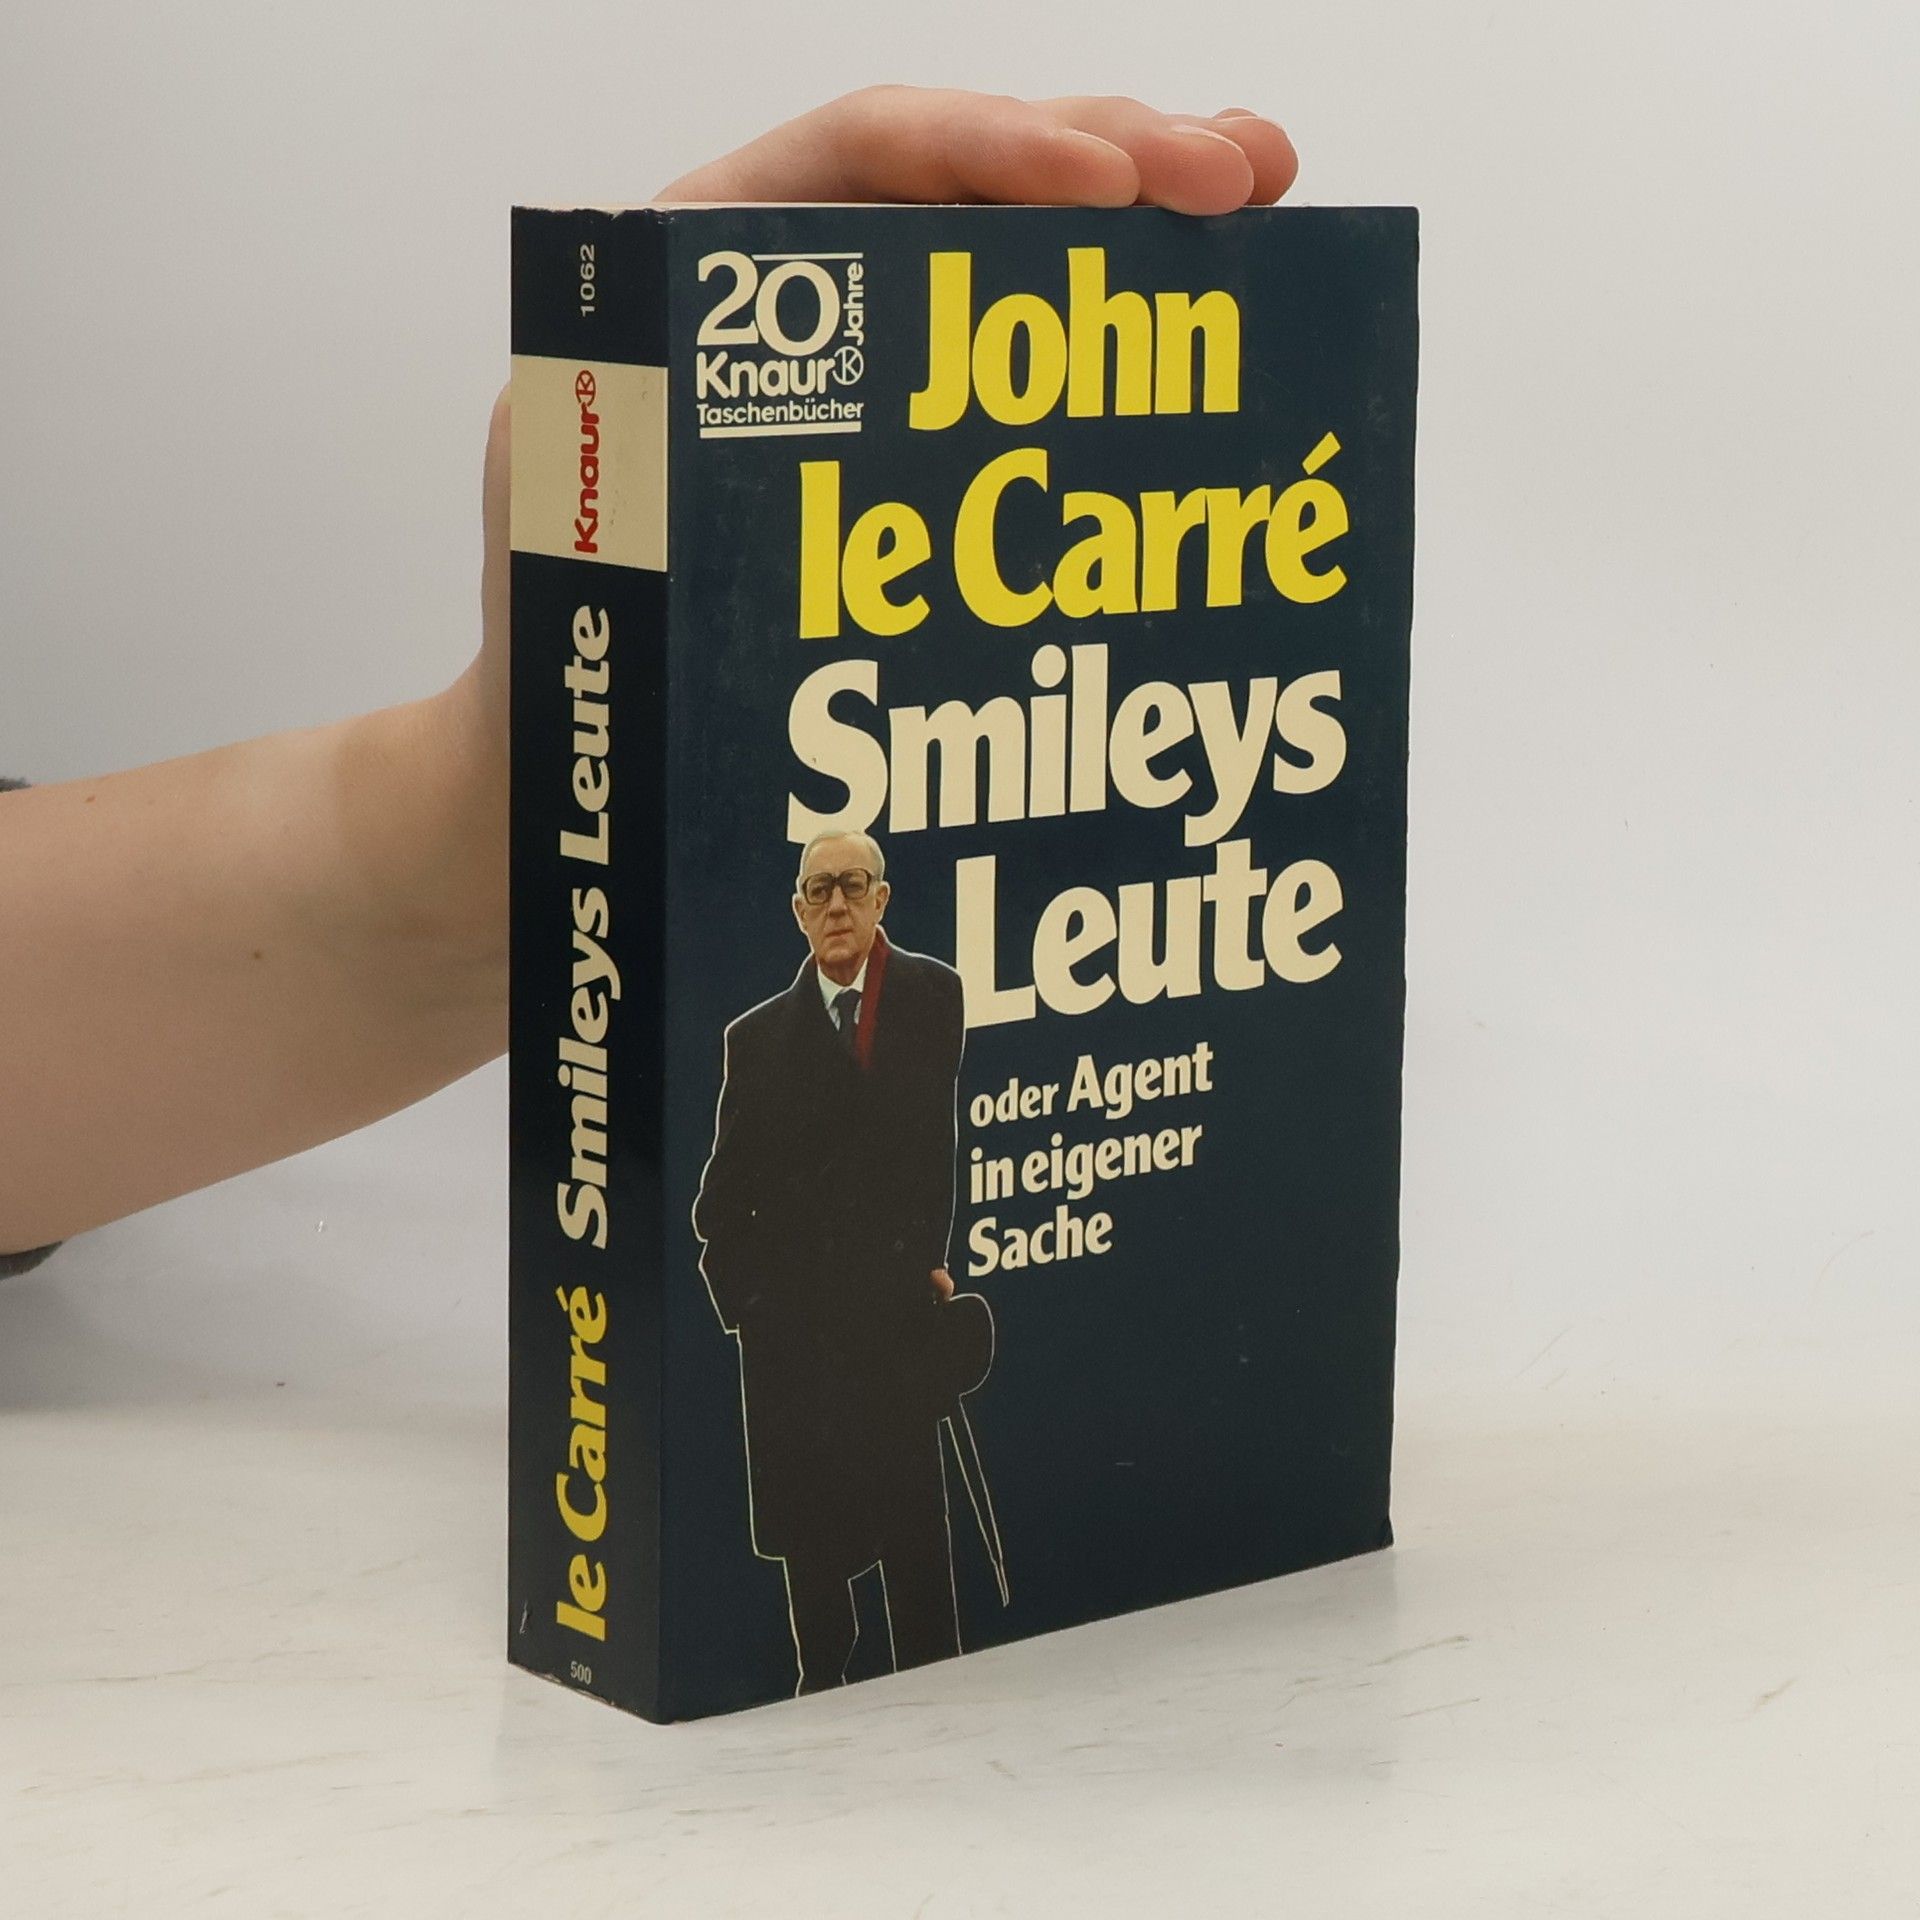 1062
Knaur
Smileys Leute
le Carré
500
20 Jahre
Knaur
Taschenbücher
John
le Carré
Smileys
Leute
oder Agent
in eigener
Sache